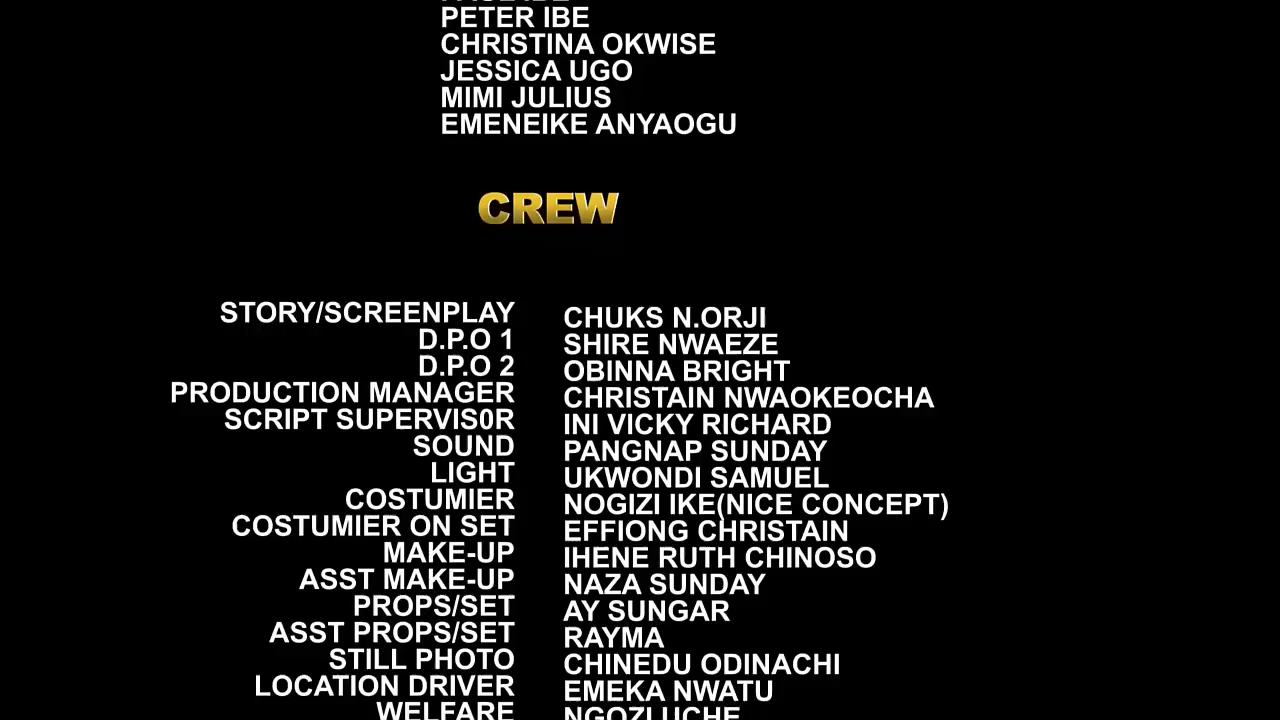 PETER IBE
CHRISTINA OKWISE
JESSICA UGO
MIMI JULIUS
EMENEIKE ANYAOGU
CREW
STORY/SCREENPLAY CHUKS N.ORJI
D.P.O 1 SHIRE NWAEZE
D.P.O 2 OBINNA BRIGHT
PRODUCTION MANAGER CHRISTAIN NWAOKEOCHA
SCRIPT SUPERVIS0R INI VICKY RICHARD
SOUND PANGNAP SUNDAY
LIGHT UKWONDI SAMUEL
COSTUMIER NOGIZI IKE(NICE CONCEPT)
COSTUMIER ON SET EFFIONG CHRISTAIN
MAKE-UP IHENE RUTH CHINOSO
ASST MAKE-UP NAZA SUNDAY
PROPS/SET AY SUNGAR
ASST PROPS/SET RAYMA
STILL PHOTO CHINEDU ODINACHI
LOCATION DRIVER EMEKA NWATU
WELFARE NGOZI UCHE